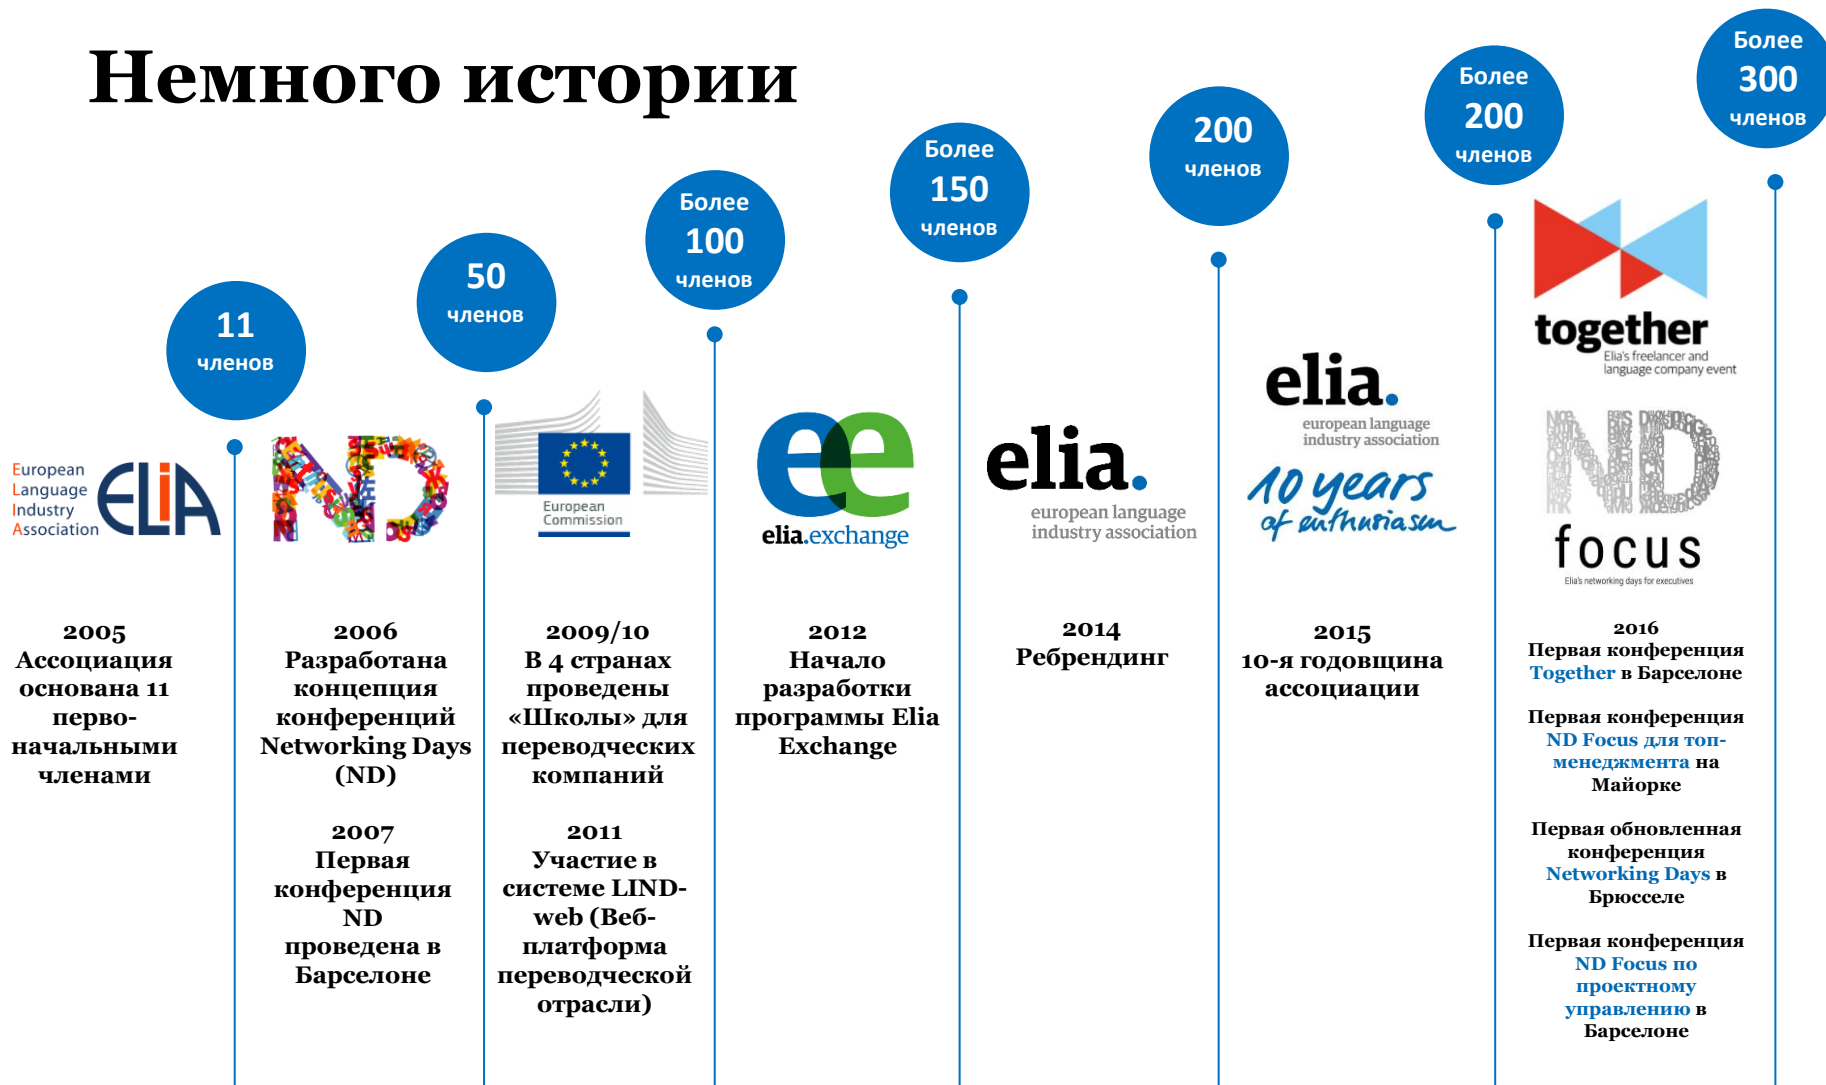 Немного истории
11
членов
50
членов
Более
100
членов
Более
150
членов
200
членов
Более
200
членов
Более
300
членов
European
Language
Industry
Association
ELiA
ND
European
Commission
ee
elia.exchange
elia.
european language
industry association
elia.
european language
industry association
10 years
of enthusiasm
together
Elia's freelancer and
language company event
ND
focus
Elia's networking days for executives
2005
Ассоциация
основана 11
перво-
начальными
членами
2006
Разработана
концепция
конференций
Networking Days
(ND)
2007
Первая
конференция
ND
проведена в
Барселоне
2009/10
В 4 странах
проведены
«Школы» для
переводческих
компаний
2011
Участие в
системе LIND-
web (Веб-
платформа
переводческой
отрасли)
2012
Начало
разработки
программы Elia
Exchange
2014
Ребрендинг
2015
10-я годовщина
ассоциации
2016
Первая конференция
Together в Барселоне
Первая конференция
ND Focus для топ-
менеджмента на
Майорке
Первая обновленная
конференция
Networking Days в
Брюсселе
Первая конференция
ND Focus по
проектному
управлению в
Барселоне